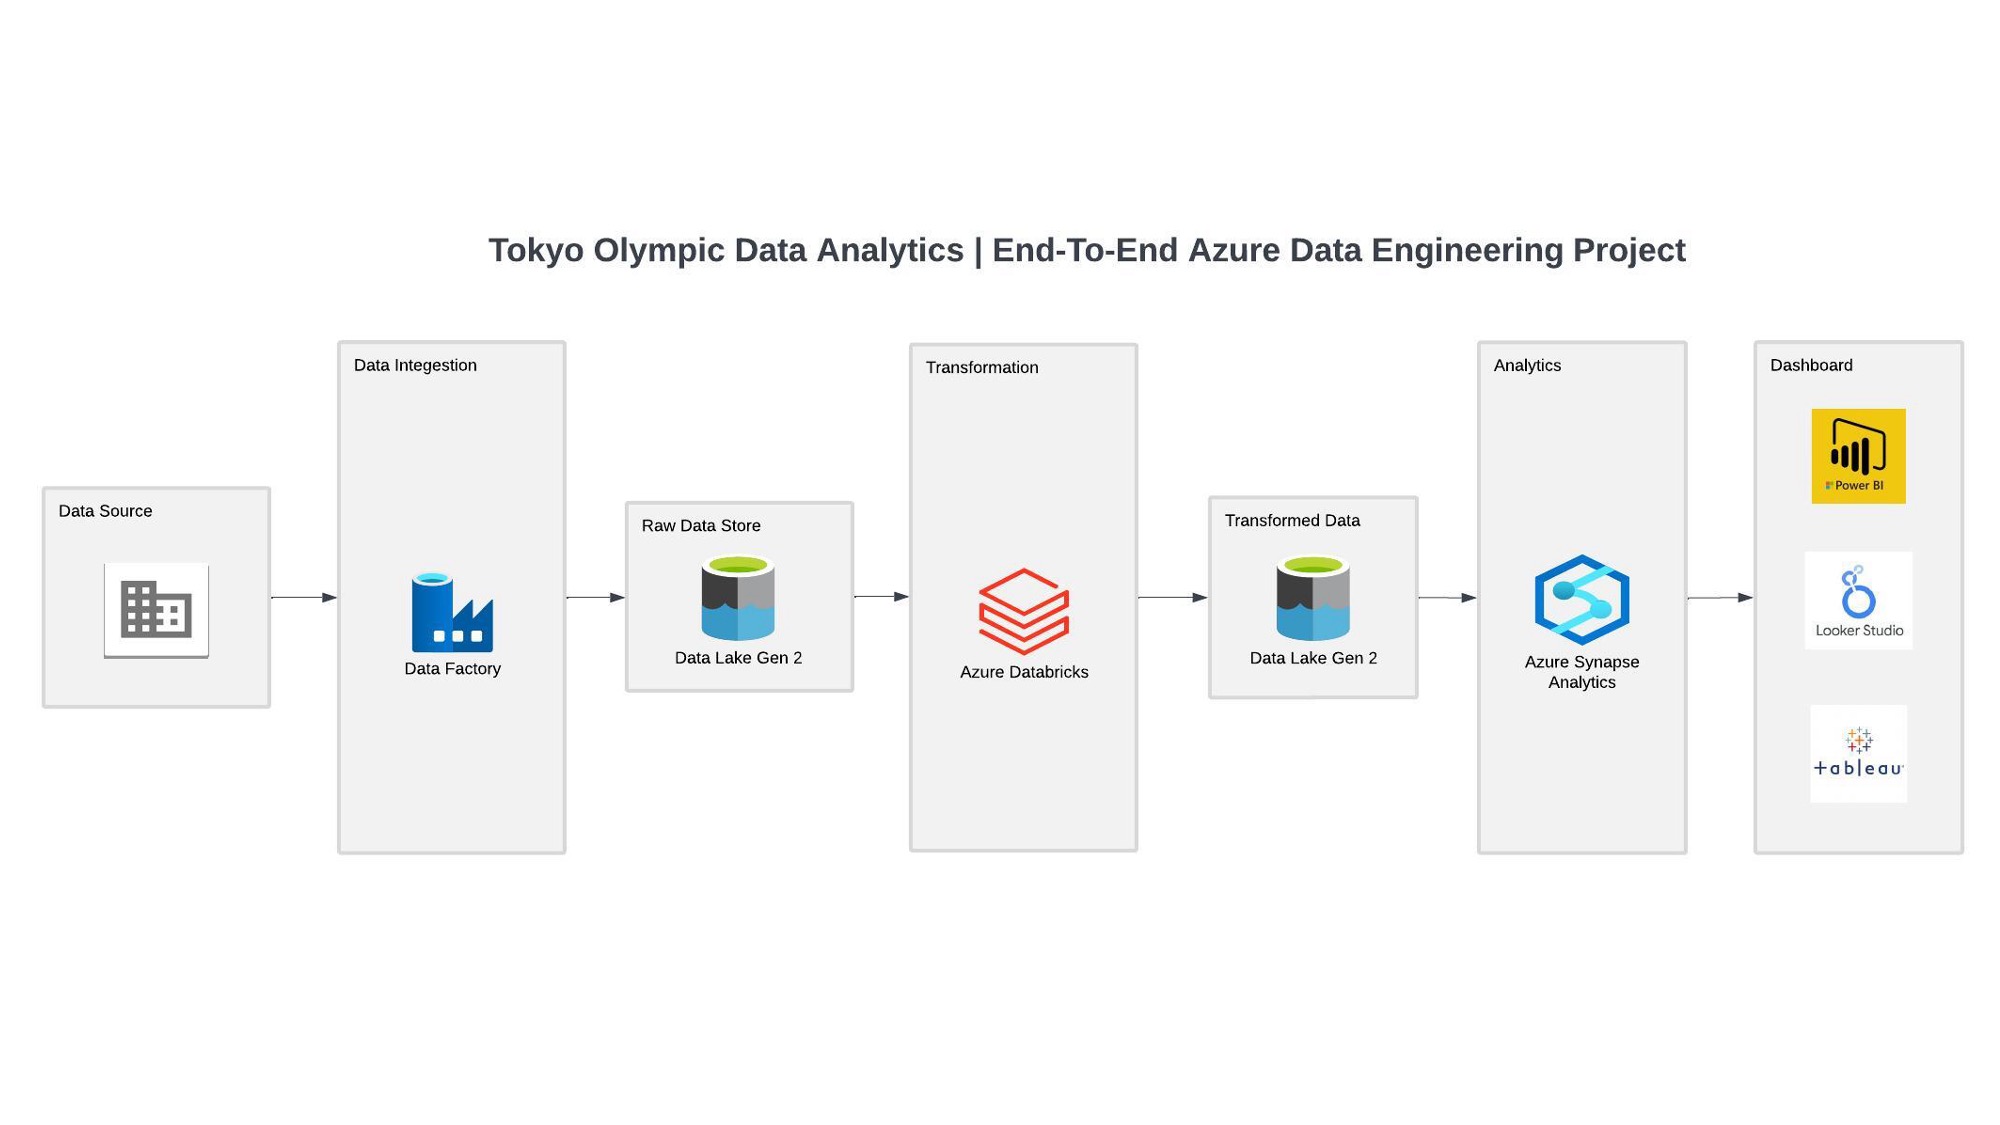 Tokyo Olympic Data Analytics | End-To-End Azure Data Engineering Project
Data Source
Data Integestion
Data Factory
Raw Data Store
Data Lake Gen 2
Transformation
Azure Databricks
Transformed Data
Data Lake Gen 2
Analytics
Azure Synapse
Analytics
Dashboard
Power BI
Looker Studio
+ableau